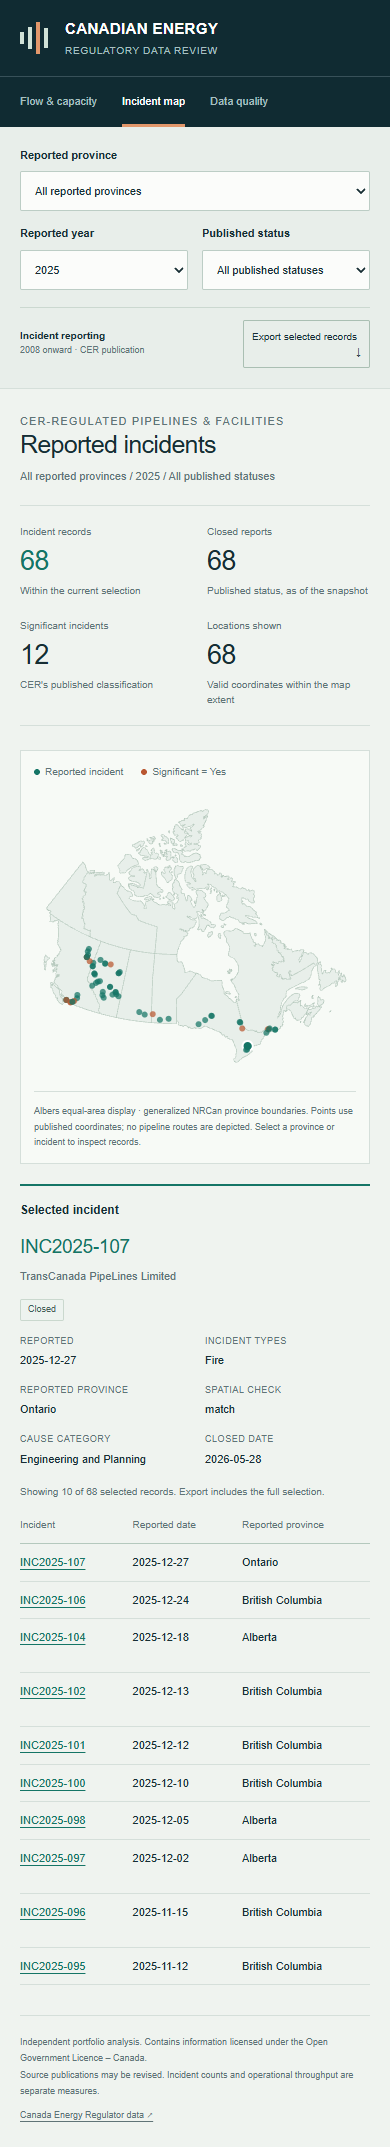 CANADIAN ENERGY
REGULATORY DATA REVIEW
Flow & capacity Incident map Data quality
Reported province
All reported provinces
Reported year Published status
2025 All published statuses
Incident reporting
2008 onward · CER publication
Export selected records
↓
CER-REGULATED PIPELINES & FACILITIES
Reported incidents
All reported provinces / 2025 / All published statuses
Incident records Closed reports
68 68
Within the current selection Published status, as of the snapshot
Significant incidents Locations shown
12 68
CER's published classification Valid coordinates within the map
extent
Reported incident Significant = Yes
Albers equal-area display · generalized NRCan province boundaries. Points use
published coordinates; no pipeline routes are depicted. Select a province or
incident to inspect records.
Selected incident
INC2025-107
TransCanada PipeLines Limited
Closed
REPORTED INCIDENT TYPES
2025-12-27 Fire
REPORTED PROVINCE SPATIAL CHECK
Ontario match
CAUSE CATEGORY CLOSED DATE
Engineering and Planning 2026-05-28
Showing 10 of 68 selected records. Export includes the full selection.
Incident Reported date Reported province
INC2025-107 2025-12-27 Ontario
INC2025-106 2025-12-24 British Columbia
INC2025-104 2025-12-18 Alberta
INC2025-102 2025-12-13 British Columbia
INC2025-101 2025-12-12 British Columbia
INC2025-100 2025-12-10 British Columbia
INC2025-098 2025-12-05 Alberta
INC2025-097 2025-12-02 Alberta
INC2025-096 2025-11-15 British Columbia
INC2025-095 2025-11-12 British Columbia
Independent portfolio analysis. Contains information licensed under the Open
Government Licence – Canada.
Source publications may be revised. Incident counts and operational throughput are
separate measures.
Canada Energy Regulator data ↗